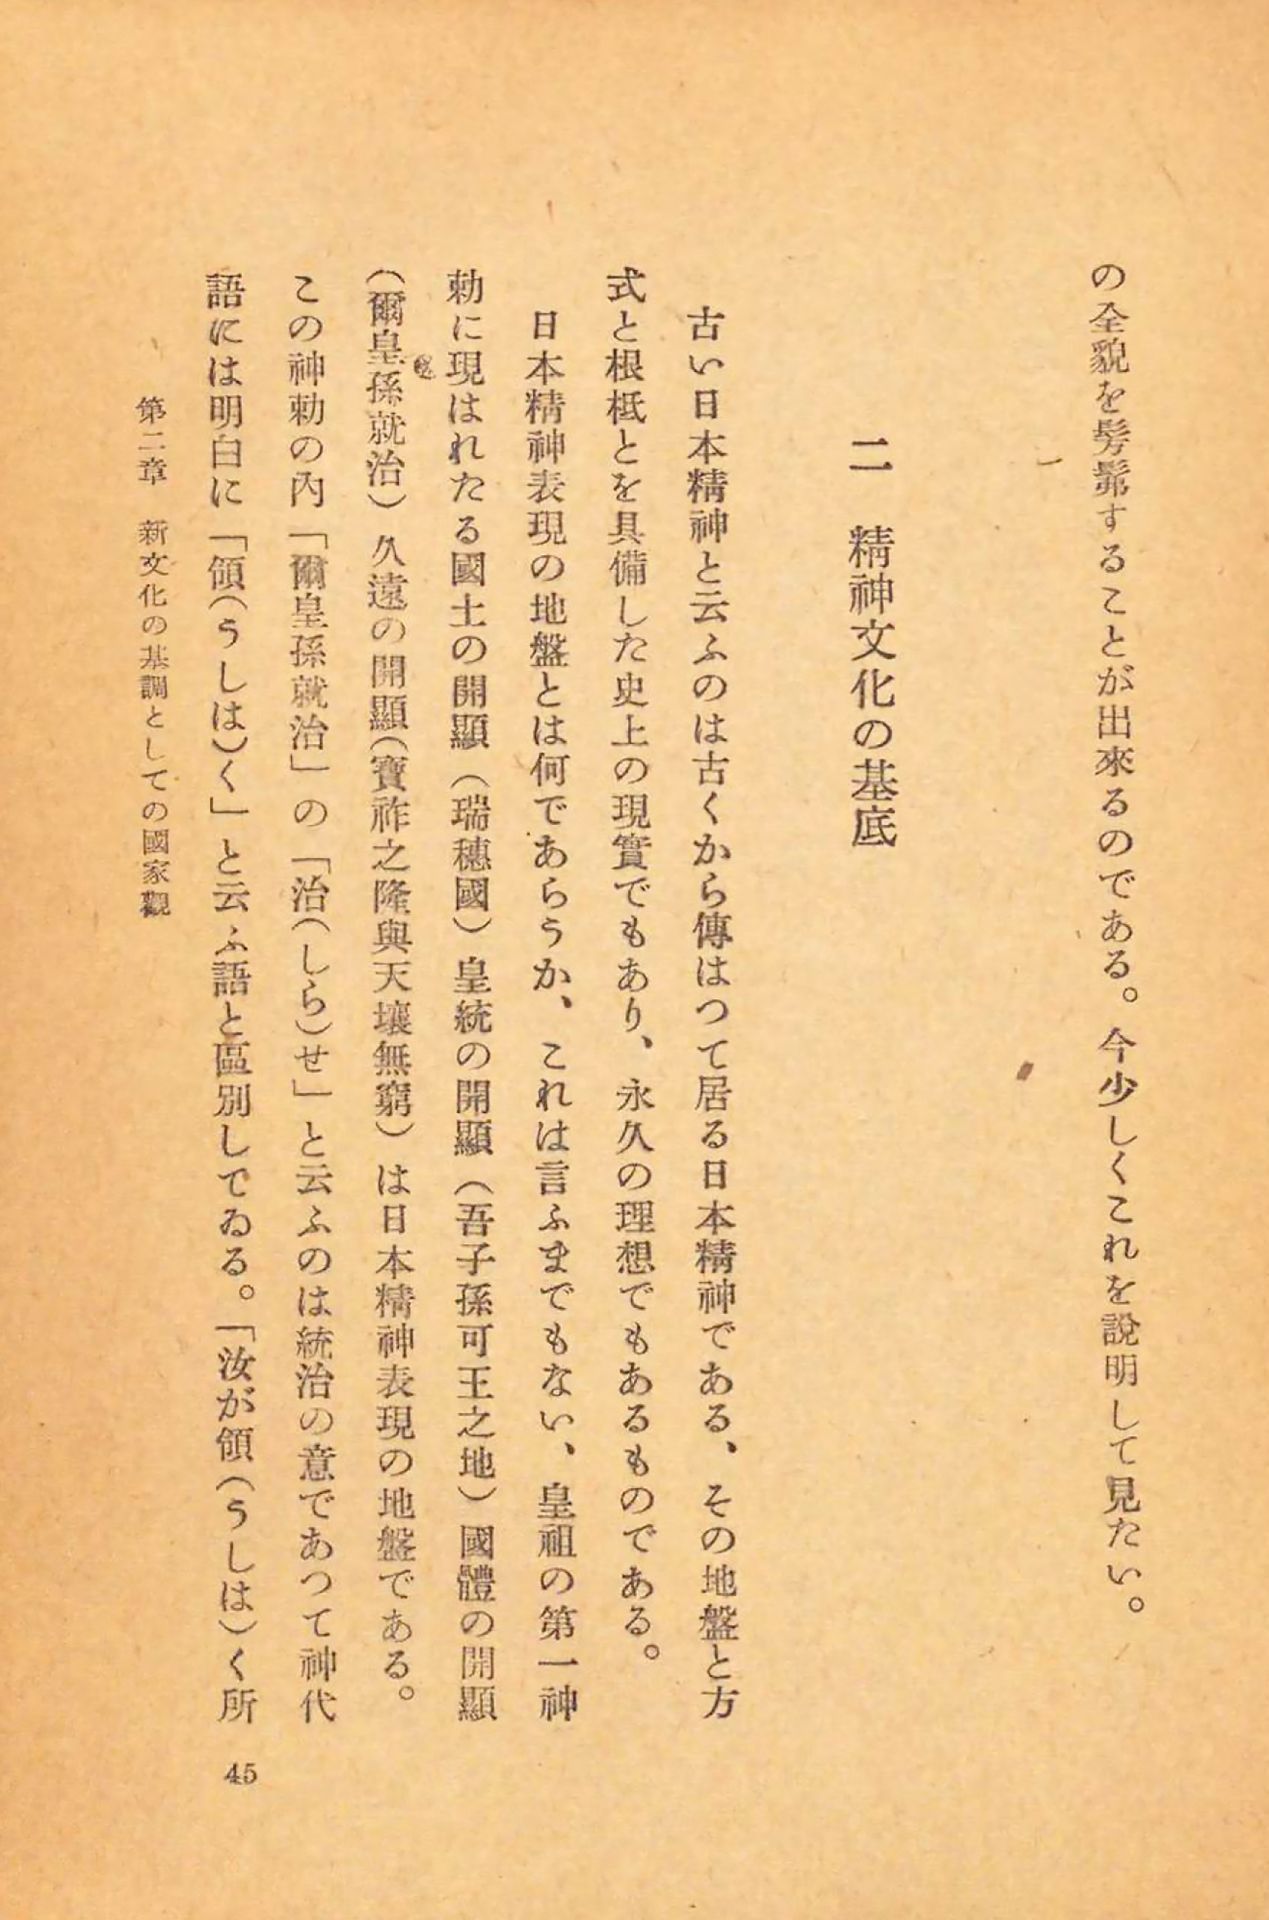 の全貌を髣髴することが出來るのである。今少しくこれを説明して見たい。
二　精神文化の基底
古い日本精神と云ふのは古くから傳はつて居る日本精神である、その地盤と方
式と根柢とを具備した史上の現實でもあり、永久の理想でもあるものである。
日本精神表現の地盤とは何であらうか、これは言ふまでもない、皇祖の第一神
勅に現はれたる國土の開顯（瑞穗國）皇統の開顯（吾子孫可王之地）國體の開顯
（爾皇孫就治）久遠の開顯（寶祚之隆與天壤無窮）は日本精神表現の地盤である。
この神勅の內「爾皇孫就治」の「治（しら）せ」と云ふのは統治の意であつて神代
語には明白に「領（うしは）く」と云ふ語と區別してゐる。「汝が領（うしは）く所
第二章　新文化の基調としての國家觀
45